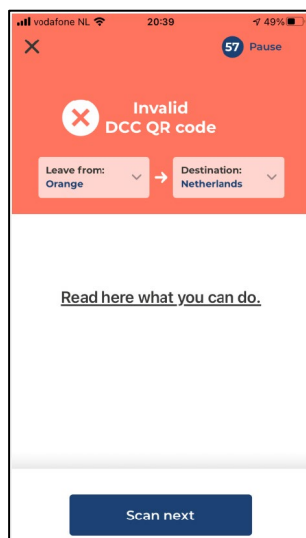 vodafone NL 20:39 49%
57 Pause
Invalid
DCC QR code
Leave from:
Orange
Destination:
Netherlands
Read here what you can do.
Scan next